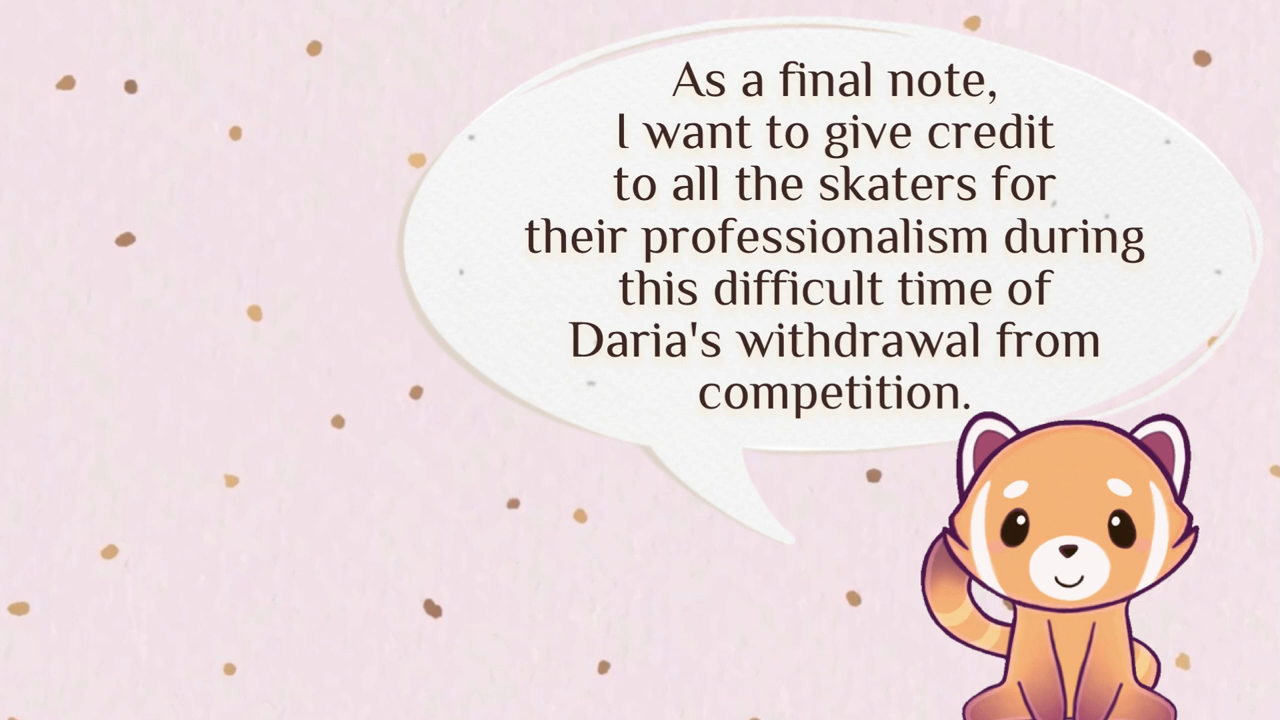 As a final note,
I want to give credit
to all the skaters for
their professionalism during
this difficult time of
Daria's withdrawal from
competition.